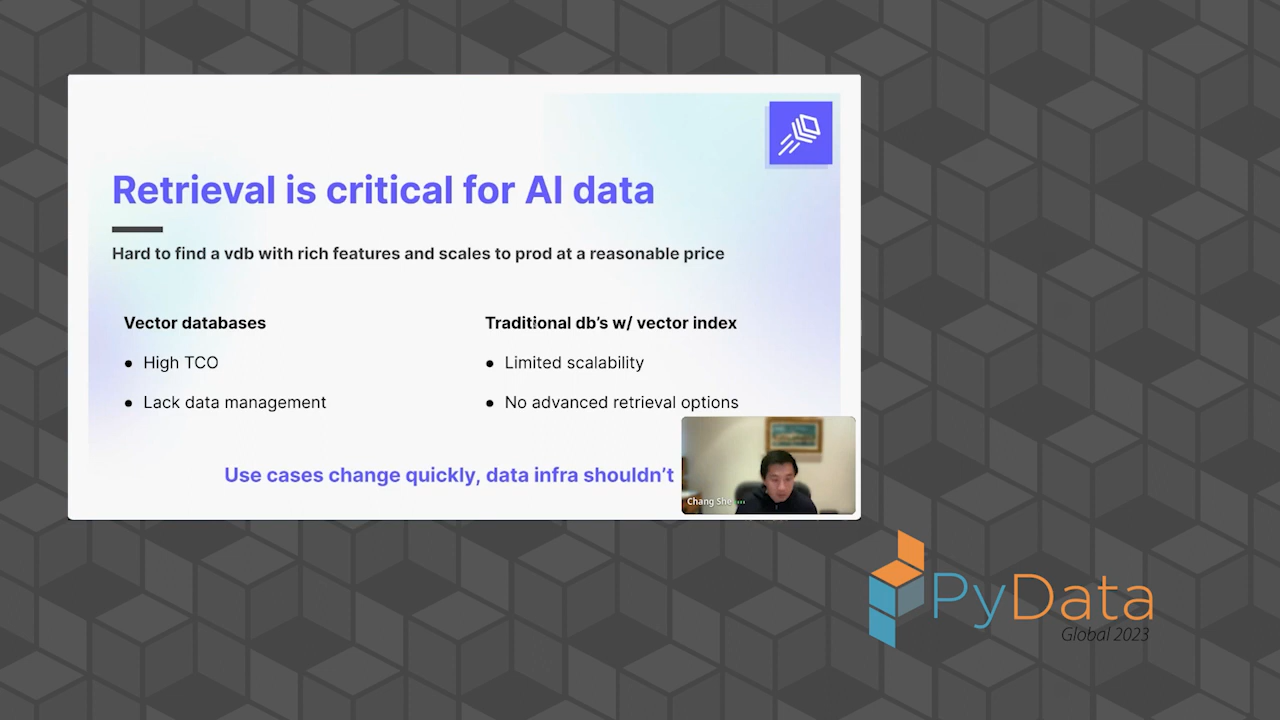 Retrieval is critical for AI data
Hard to find a vdb with rich features and scales to prod at a reasonable price
Vector databases
● High TCO
● Lack data management
Traditional db's w/ vector index
● Limited scalability
● No advanced retrieval options
Use cases change quickly, data infra shouldn't
Chang She
PyData
Global 2023